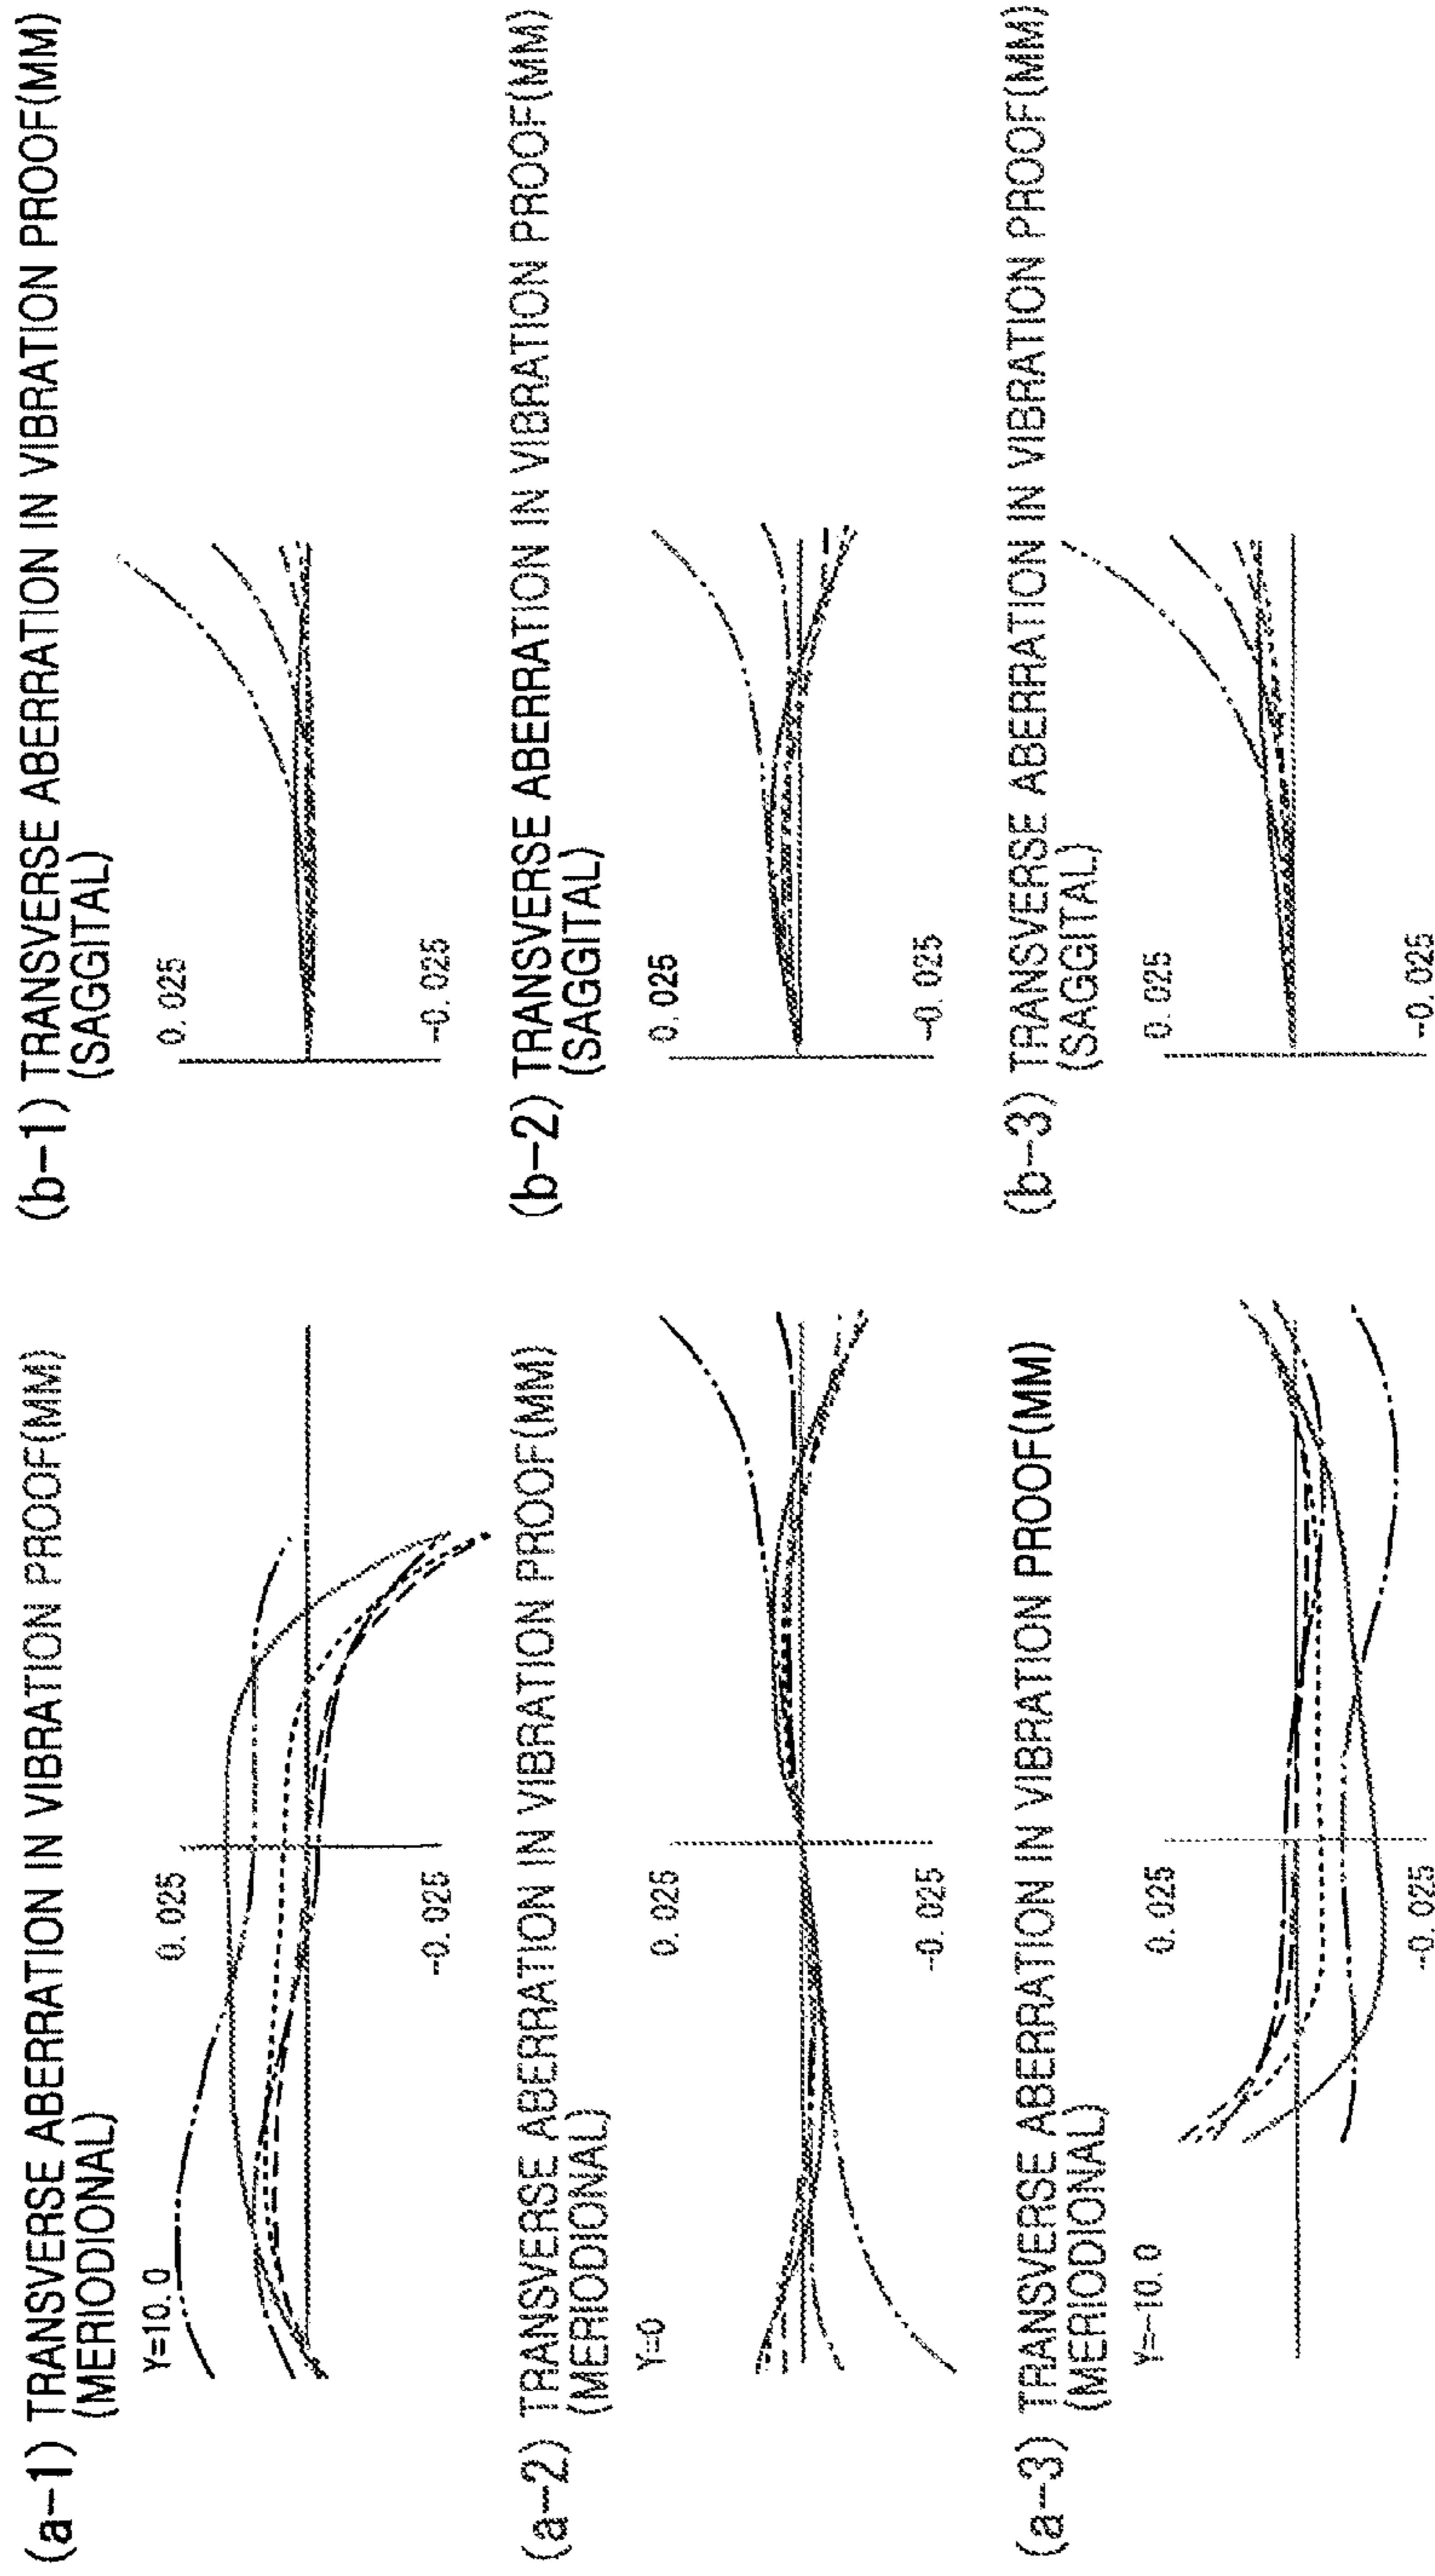 (a-1) TRANSVERSE ABERRATION IN VIBRATION PROOF(MM)
(MERIODIONAL)
Y=10. 0
0. 025
-0. 025
(b-1) TRANSVERSE ABERRATION IN VIBRATION PROOF(MM)
(SAGGITAL)
0. 025
-0. 025
(a-2) TRANSVERSE ABERRATION IN VIBRATION PROOF(MM)
(MERIDIONAL)
Y=0
0. 025
-0. 025
(b-2) TRANSVERSE ABERRATION IN VIBRATION PROOF(MM)
(SAGGITAL)
0. 025
-0. 025
(a-3) TRANSVERSE ABERRATION IN VIBRATION PROOF(MM)
(MERIDIONAL)
Y=-10. 0
0. 025
-0. 025
(b-3) TRANSVERSE ABERRATION IN VIBRATION PROOF(MM)
(SAGGITAL)
0. 025
-0. 025